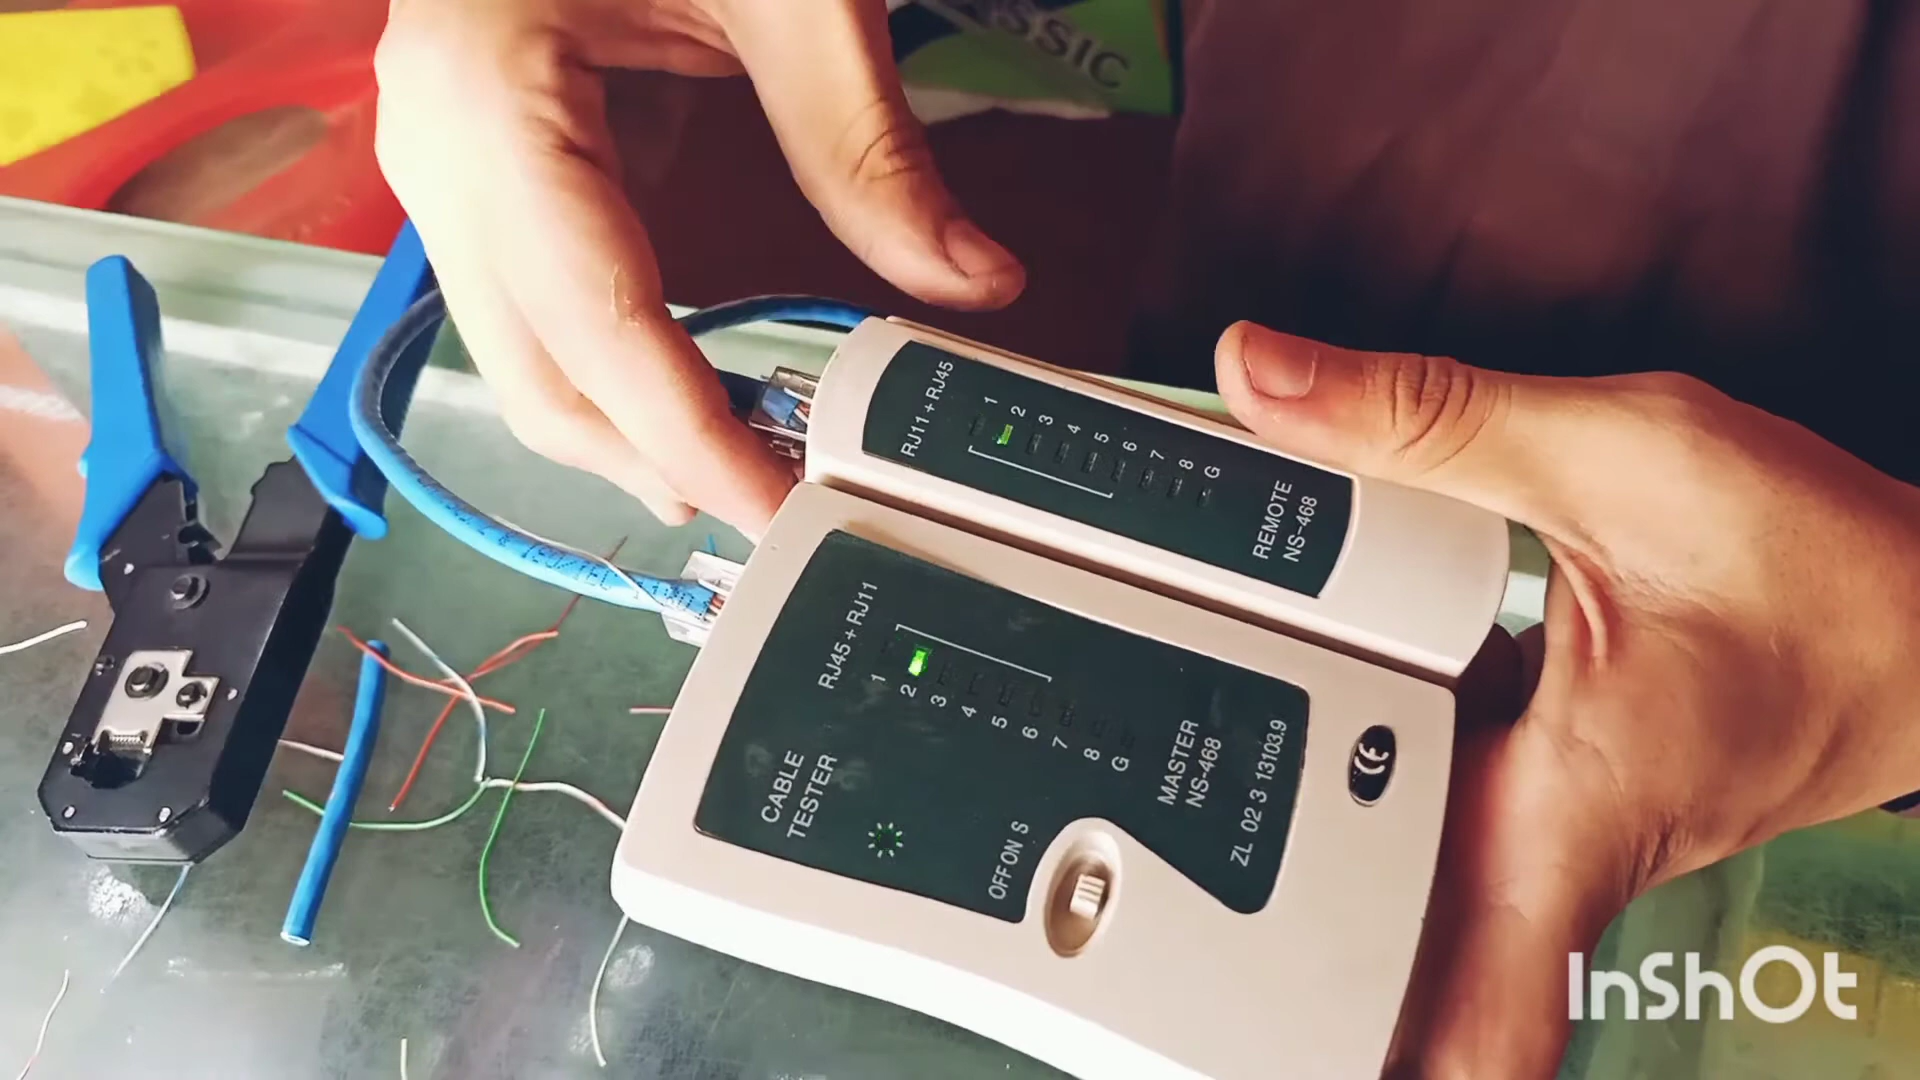 ASSIC
RJ11 + RJ45
1 2 3 4 5 6 7 8 G
REMOTE
NS-468
RJ45 + RJ11
1 2 3 4 5 6 7 8 G
CABLE
TESTER
OFF ON S
MASTER
NS-468
ZL 02 3 13103.9
CE
InShOt